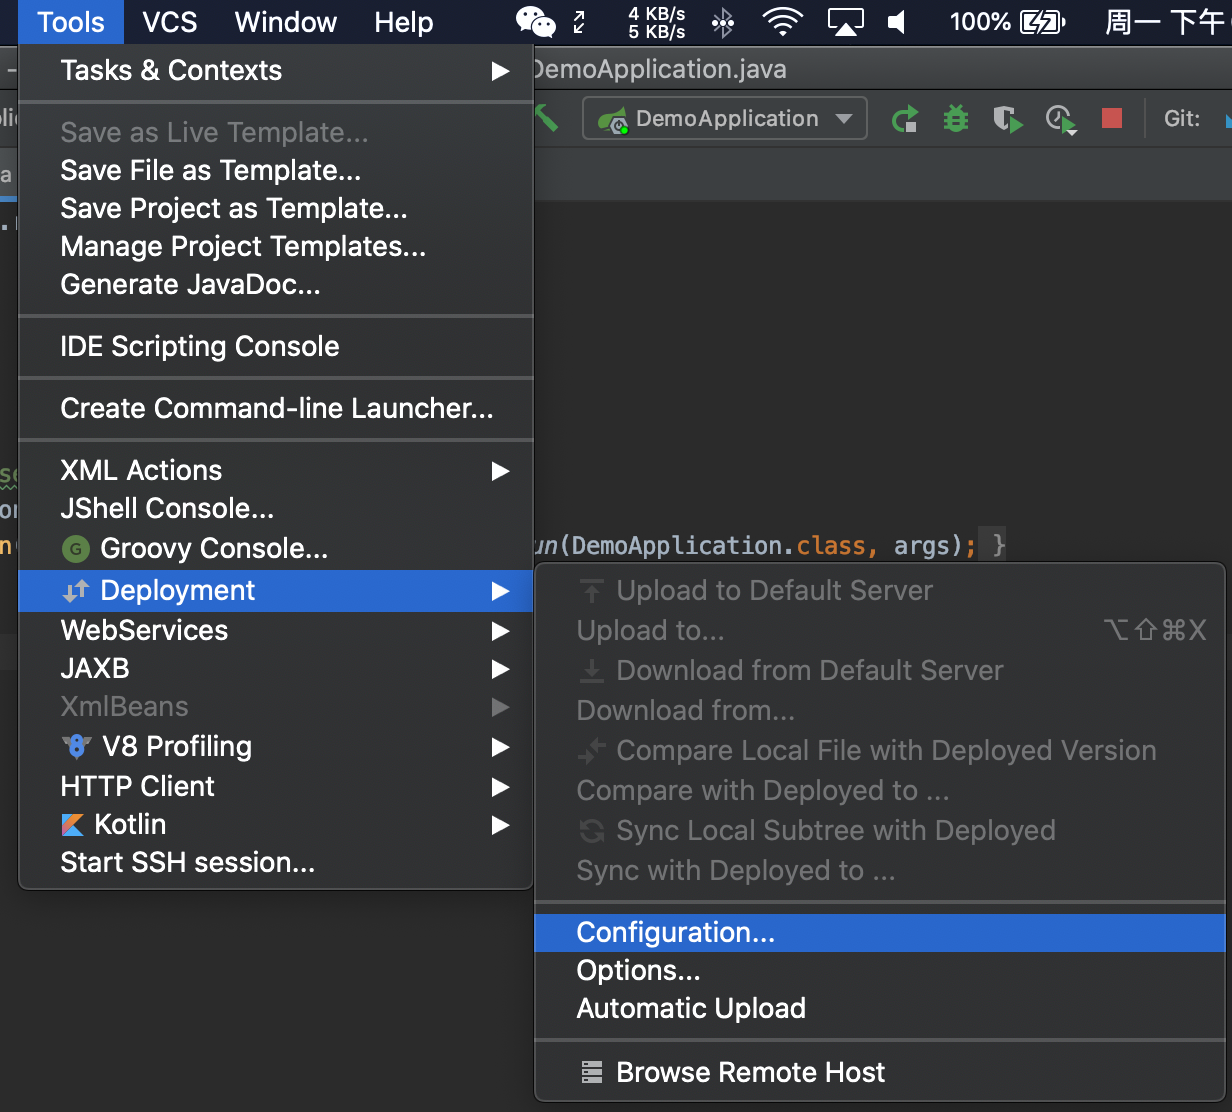 Tools VCS Window Help 4 KB/s 100% 周一 下午
5 KB/s
DemoApplication.java
DemoApplication Git:
Tasks & Contexts
Save as Live Template...
Save File as Template...
Save Project as Template...
Manage Project Templates...
Generate JavaDoc...
IDE Scripting Console
Create Command-line Launcher...
XML Actions
JShell Console...
G Groovy Console...
Deployment
WebServices
JAXB
XmlBeans
V8 Profiling
HTTP Client
Kotlin
Start SSH session...
(DemoApplication.class, args); }
Upload to Default Server
Upload to... ⌥⇧⌘X
Download from Default Server
Download from...
Compare Local File with Deployed Version
Compare with Deployed to ...
Sync Local Subtree with Deployed
Sync with Deployed to ...
Configuration...
Options...
Automatic Upload
Browse Remote Host